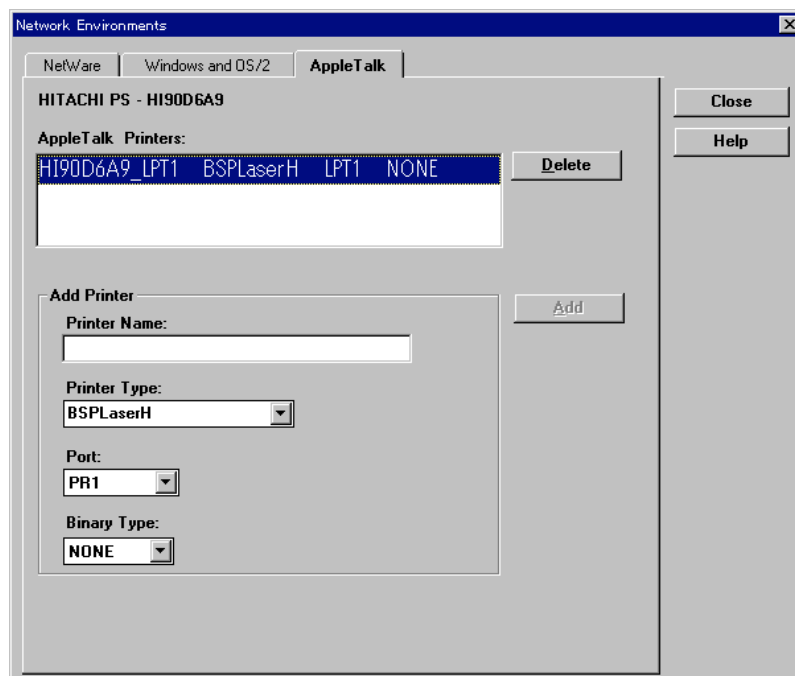 Network Environments
NetWare Windows and OS/2 AppleTalk
HITACHI PS - HI90D6A9
Close
AppleTalk Printers:
Help
HI90D6A9_LPT1 BSPLaserH LPT1 NONE
Delete
Add Printer
Add
Printer Name:
Printer Type:
BSPLaserH
Port:
PR1
Binary Type:
NONE